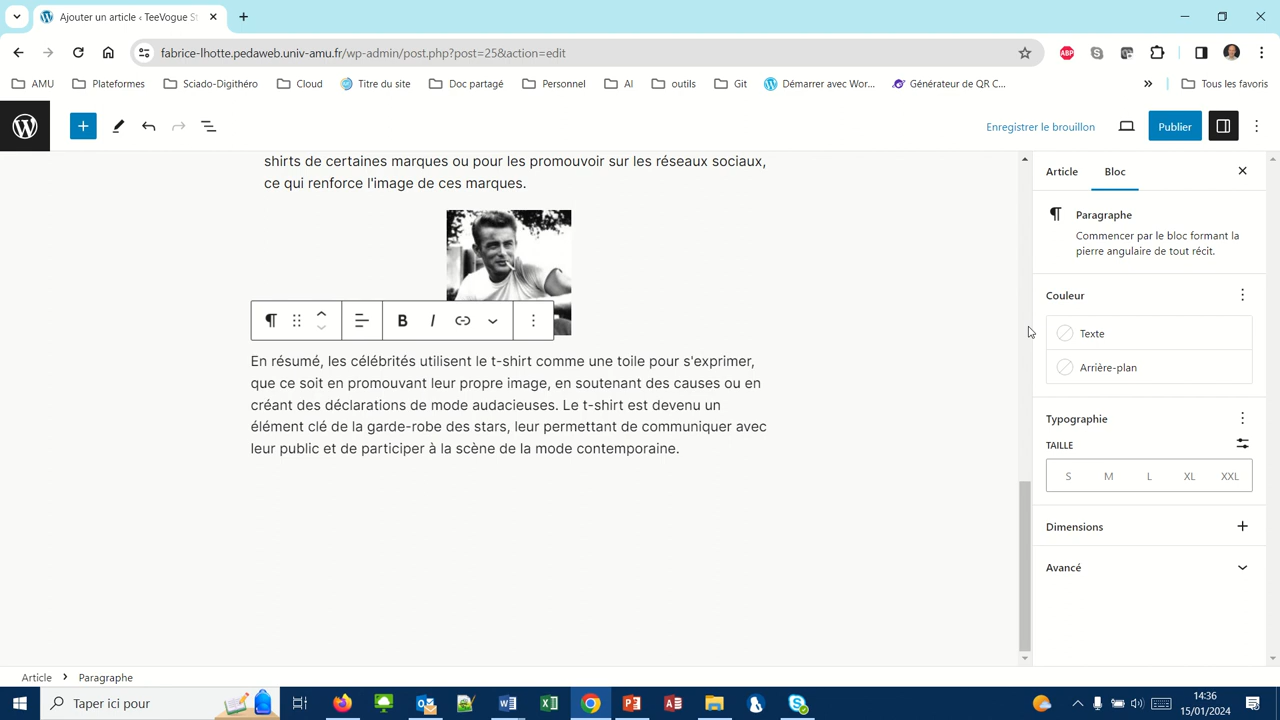 Ajouter un article ‹ TeeVogue St
fabrice-lhotte.pedaweb.univ-amu.fr/wp-admin/post.php?post=25&action=edit
ABP
AMU Plateformes Sciado-Digithéro Cloud Titre du site Doc partagé Personnel AI outils Git Démarrer avec Wor... Générateur de QR C... » Tous les favoris
Enregistrer le brouillon Publier
shirts de certaines marques ou pour les promouvoir sur les réseaux sociaux,
ce qui renforce l'image de ces marques.
B I
En résumé, les célébrités utilisent le t-shirt comme une toile pour s'exprimer,
que ce soit en promouvant leur propre image, en soutenant des causes ou en
créant des déclarations de mode audacieuses. Le t-shirt est devenu un
élément clé de la garde-robe des stars, leur permettant de communiquer avec
leur public et de participer à la scène de la mode contemporaine.
Article Bloc
Paragraphe
Commencer par le bloc formant la
pierre angulaire de tout récit.
Couleur
Texte
Arrière-plan
Typographie
TAILLE
S M L XL XXL
Dimensions
Avancé
Article Paragraphe
Taper ici pour
14:36
15/01/2024